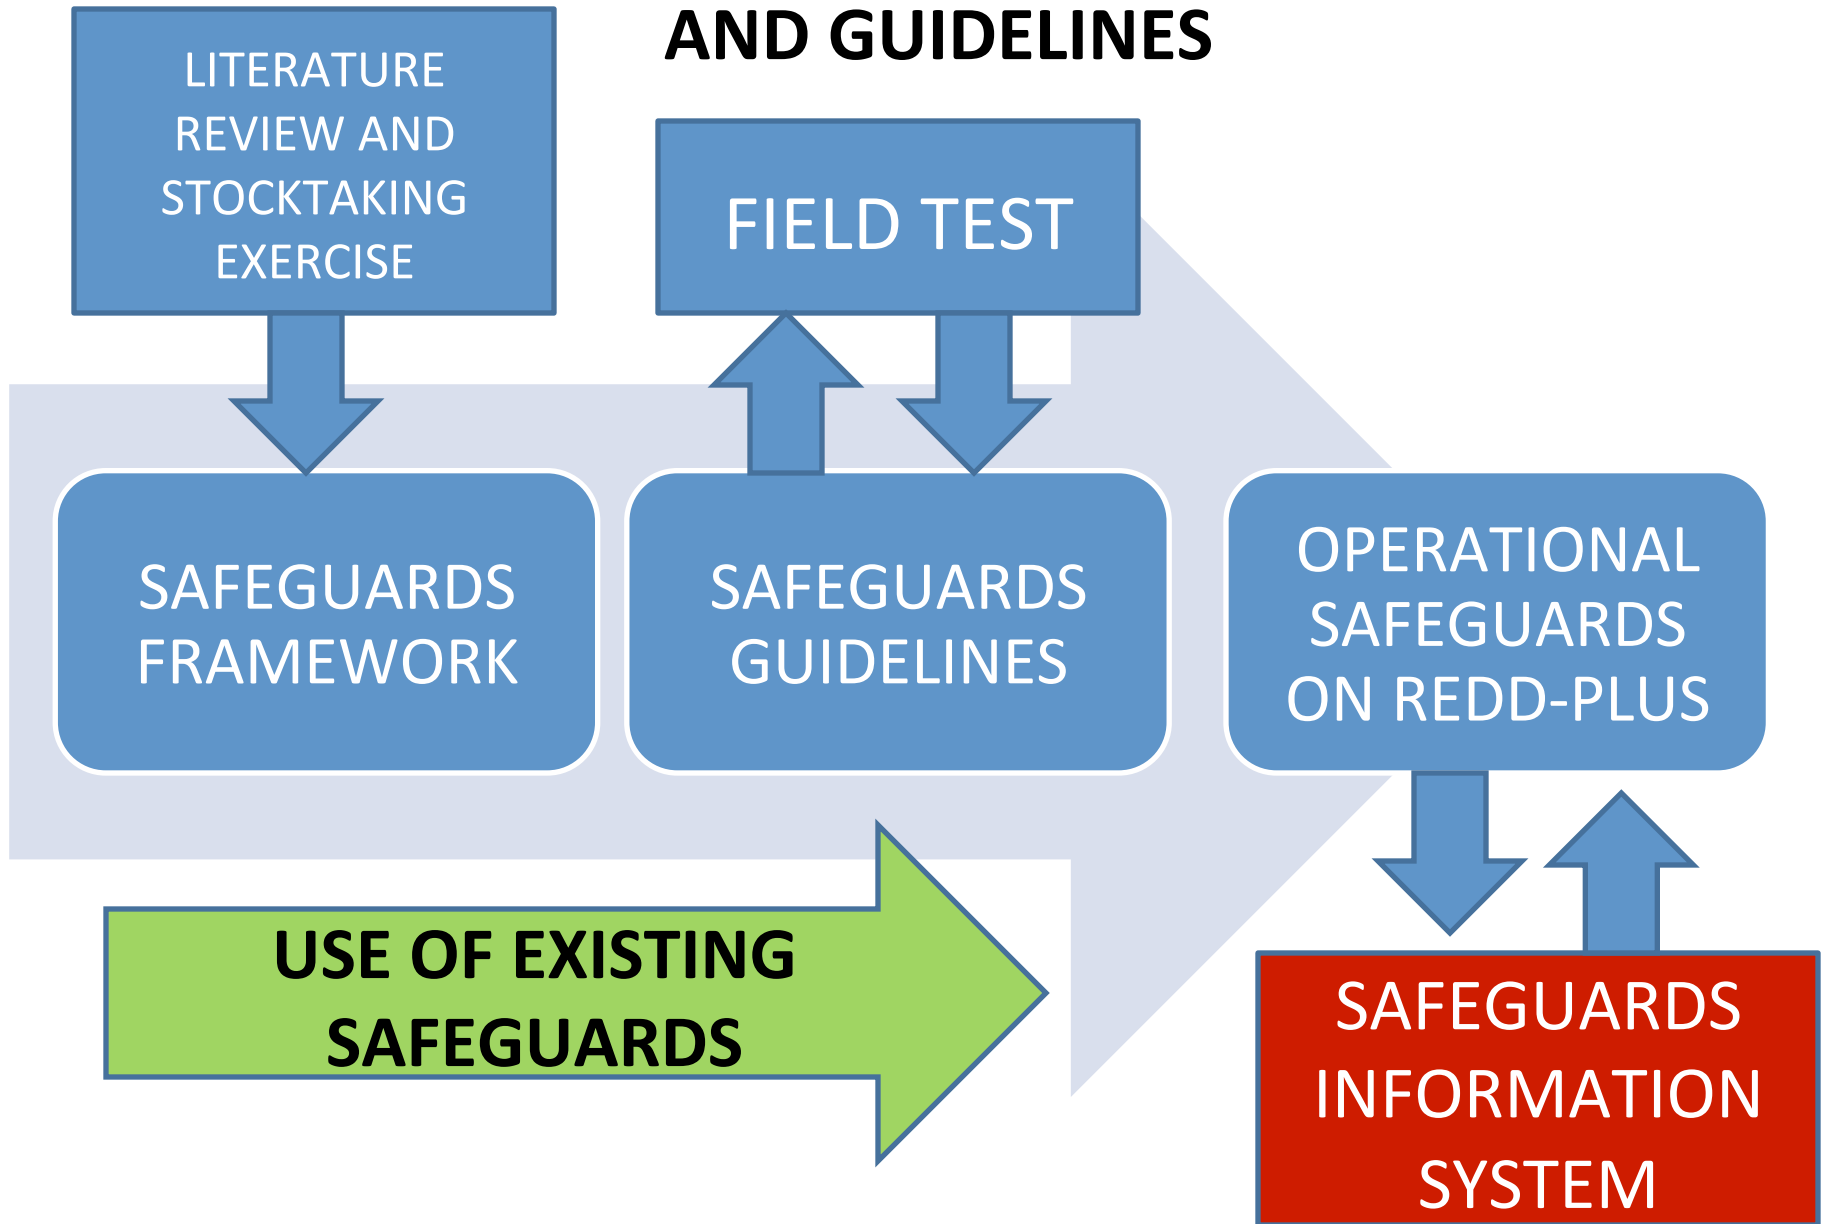 AND GUIDELINES
LITERATURE
REVIEW AND
STOCKTAKING
EXERCISE
FIELD TEST
SAFEGUARDS
FRAMEWORK
SAFEGUARDS
GUIDELINES
OPERATIONAL
SAFEGUARDS
ON REDD-PLUS
USE OF EXISTING
SAFEGUARDS
SAFEGUARDS
INFORMATION
SYSTEM